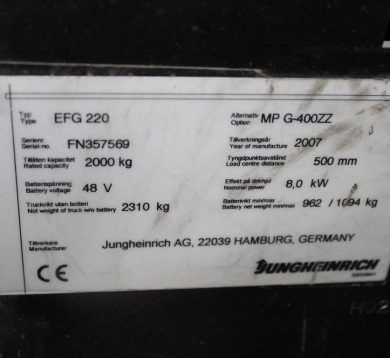 Typ EFG 220 Alternativ MP G-400ZZ
Type Option
Serienr FN357569 Tillverkningsår 2007
Serial-no Year of manufacture
Tillåten kapacitet 2000 kg Tyngdpunktsavstånd 500 mm
Rated capacity Load centre distance
Batterispänning 48 V Effekt på drivhjul 8,0 kW
Battery voltage Nominal power
Truckvikt utan batteri 2310 kg Batterivikt min/max 962 / 1094 kg
Net weight of truck w/o battery Battery net weight min/max
Tillverkare Jungheinrich AG, 22039 HAMBURG, GERMANY
Manufacturer
CE JUNGHEINRICH